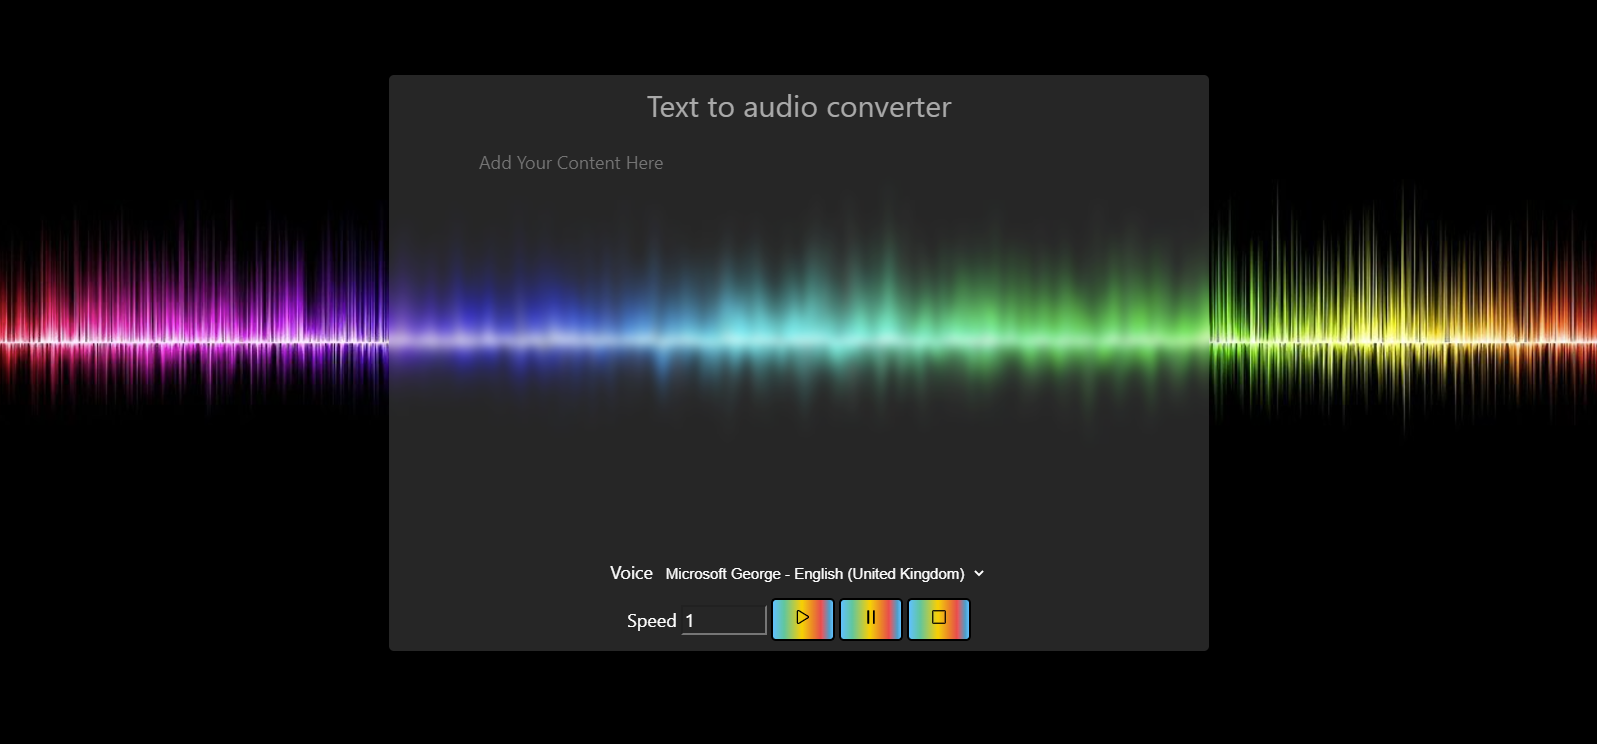 Text to audio converter
Add Your Content Here
Voice Microsoft George - English (United Kingdom)
Speed 1